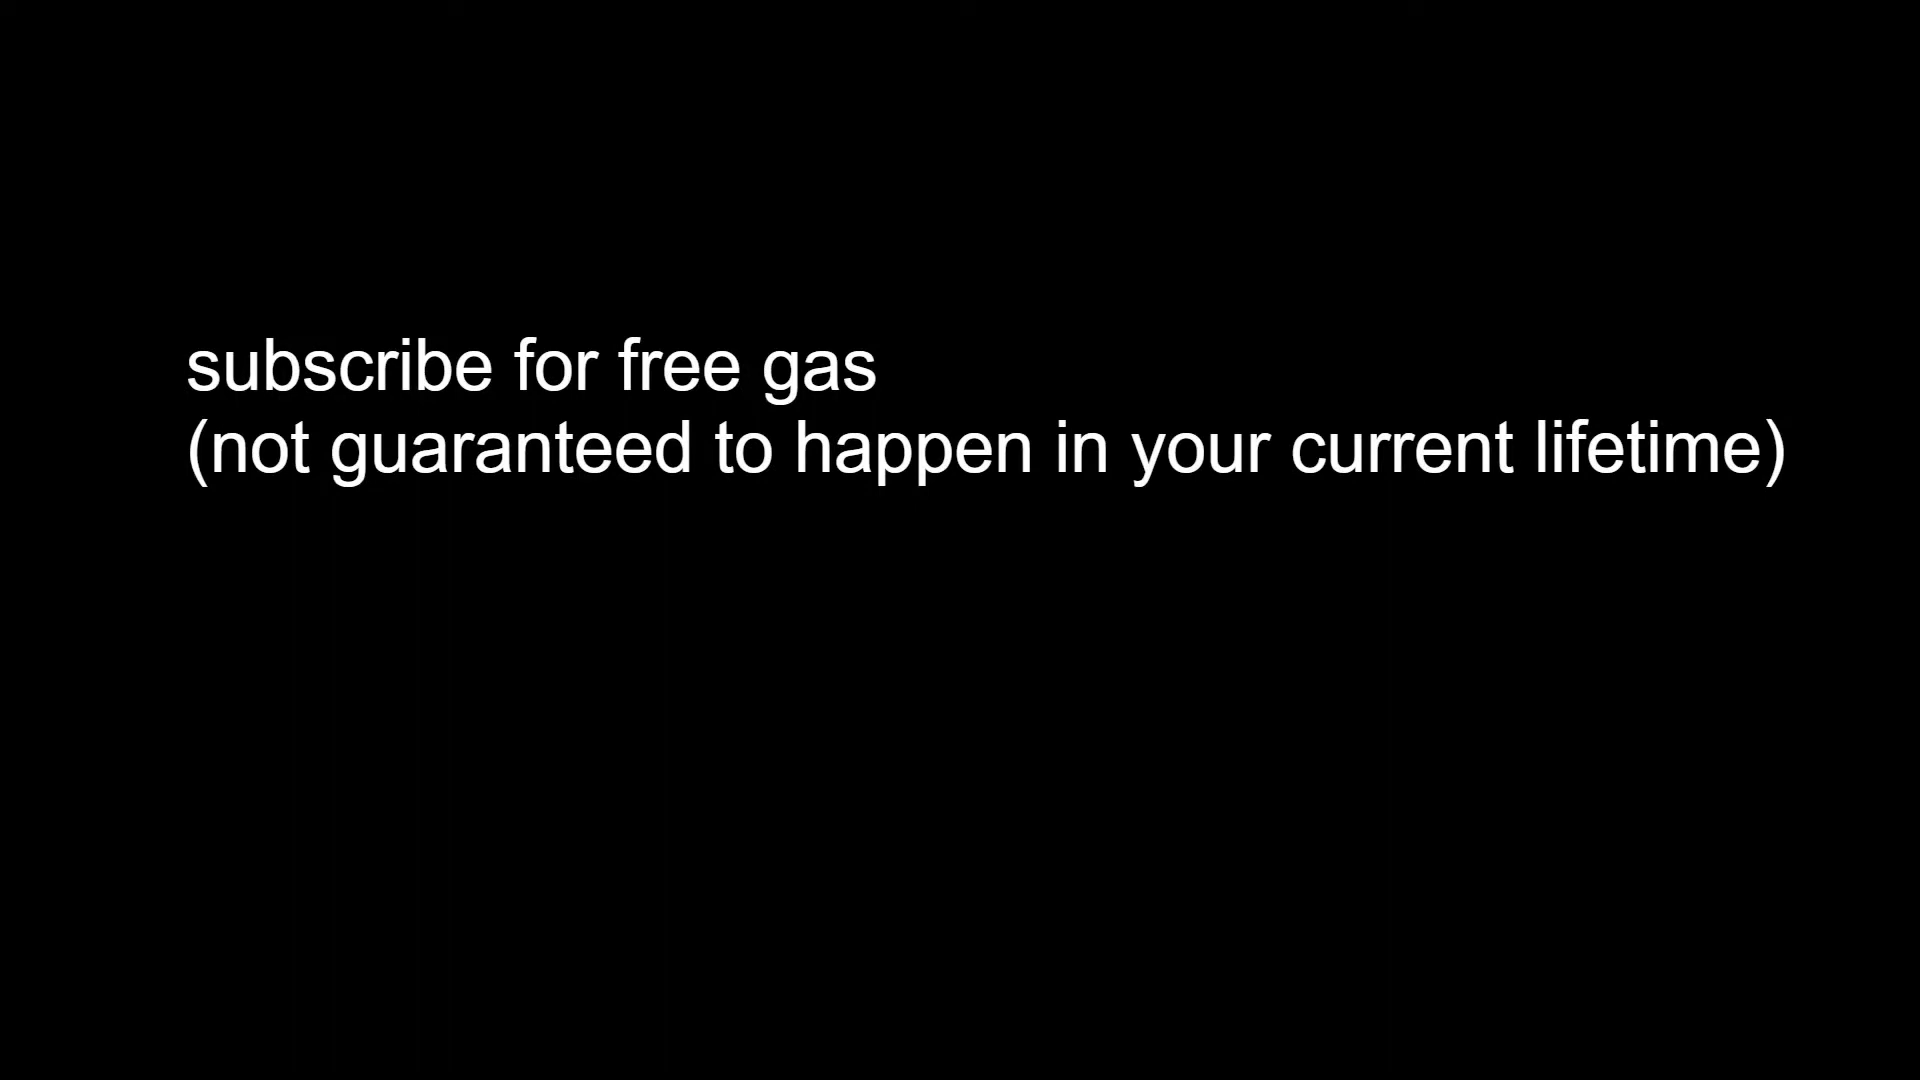 subscribe for free gas
(not guaranteed to happen in your current lifetime)